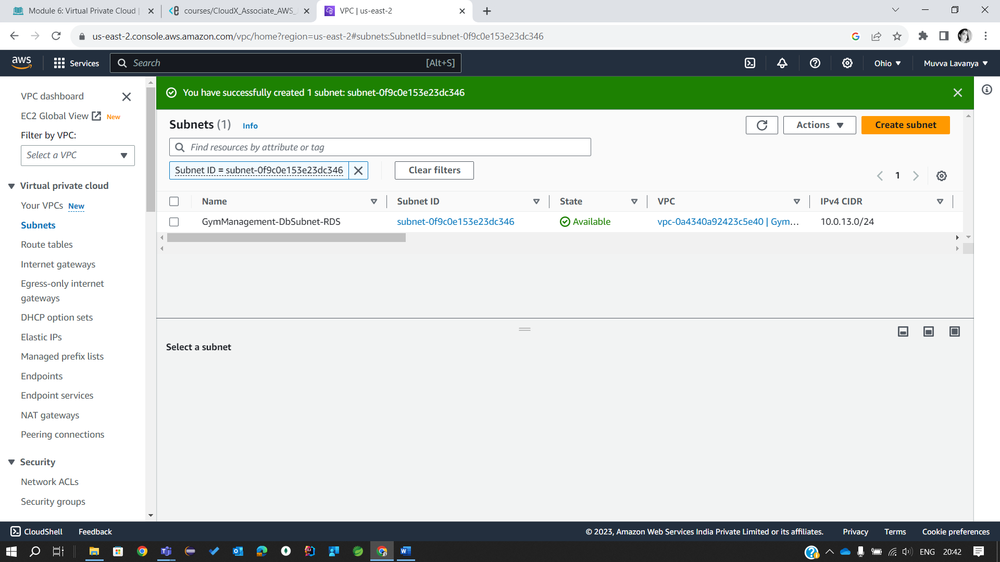 Module 6: Virtual Private Cloud |
courses/CloudX_Associate_AWS_
VPC | us-east-2
us-east-2.console.aws.amazon.com/vpc/home?region=us-east-2#subnets:SubnetId=subnet-0f9c0e153e23dc346
aws
Services
Search
[Alt+S]
Ohio
Muvva Lavanya
VPC dashboard
EC2 Global View New
Filter by VPC:
Select a VPC
Virtual private cloud
Your VPCs New
Subnets
Route tables
Internet gateways
Egress-only internet
gateways
DHCP option sets
Elastic IPs
Managed prefix lists
Endpoints
Endpoint services
NAT gateways
Peering connections
Security
Network ACLs
Security groups
You have successfully created 1 subnet: subnet-0f9c0e153e23dc346
Subnets (1) Info
Actions
Create subnet
Find resources by attribute or tag
Subnet ID = subnet-0f9c0e153e23dc346
Clear filters
1
Name Subnet ID State VPC IPv4 CIDR
GymManagement-DbSubnet-RDS subnet-0f9c0e153e23dc346 Available vpc-0a4340a92423c5e40 | Gym... 10.0.13.0/24
Select a subnet
CloudShell Feedback © 2023, Amazon Web Services India Private Limited or its affiliates. Privacy Terms Cookie preferences
ENG 20:42